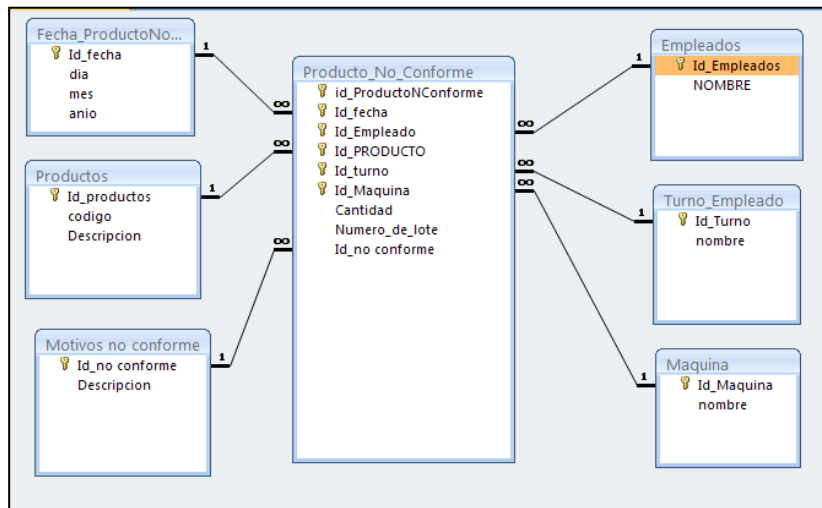 Fecha_ProductoNo...
1
Id_fecha
dia
mes
anio
Productos
1
Id_productos
codigo
Descripcion
Motivos no conforme
1
Id_no conforme
Descripcion
Producto_No_Conforme
id_ProductoNConforme
∞
Id_fecha
Id_Empleado
∞
∞
Id_PRODUCTO
Id_turno
∞
Id_Maquina
∞
Cantidad
Numero_de_lote
∞
Id_no conforme
Empleados
1
Id_Empleados
NOMBRE
Turno_Empleado
1
Id_Turno
nombre
Maquina
1
Id_Maquina
nombre